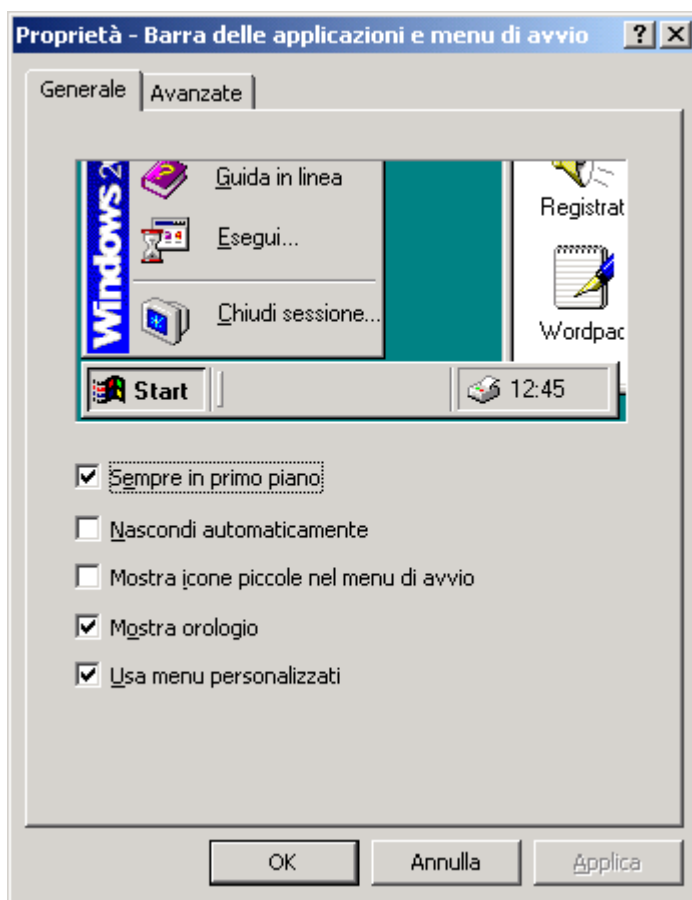 Proprietà - Barra delle applicazioni e menu di avvio
Generale
Avanzate
Windows 2
Guida in linea
Esegui...
Chiudi sessione...
Registrat
Wordpac
Start
12:45
Sempre in primo piano
Nascondi automaticamente
Mostra icone piccole nel menu di avvio
Mostra orologio
Usa menu personalizzati
OK
Annulla
Applica